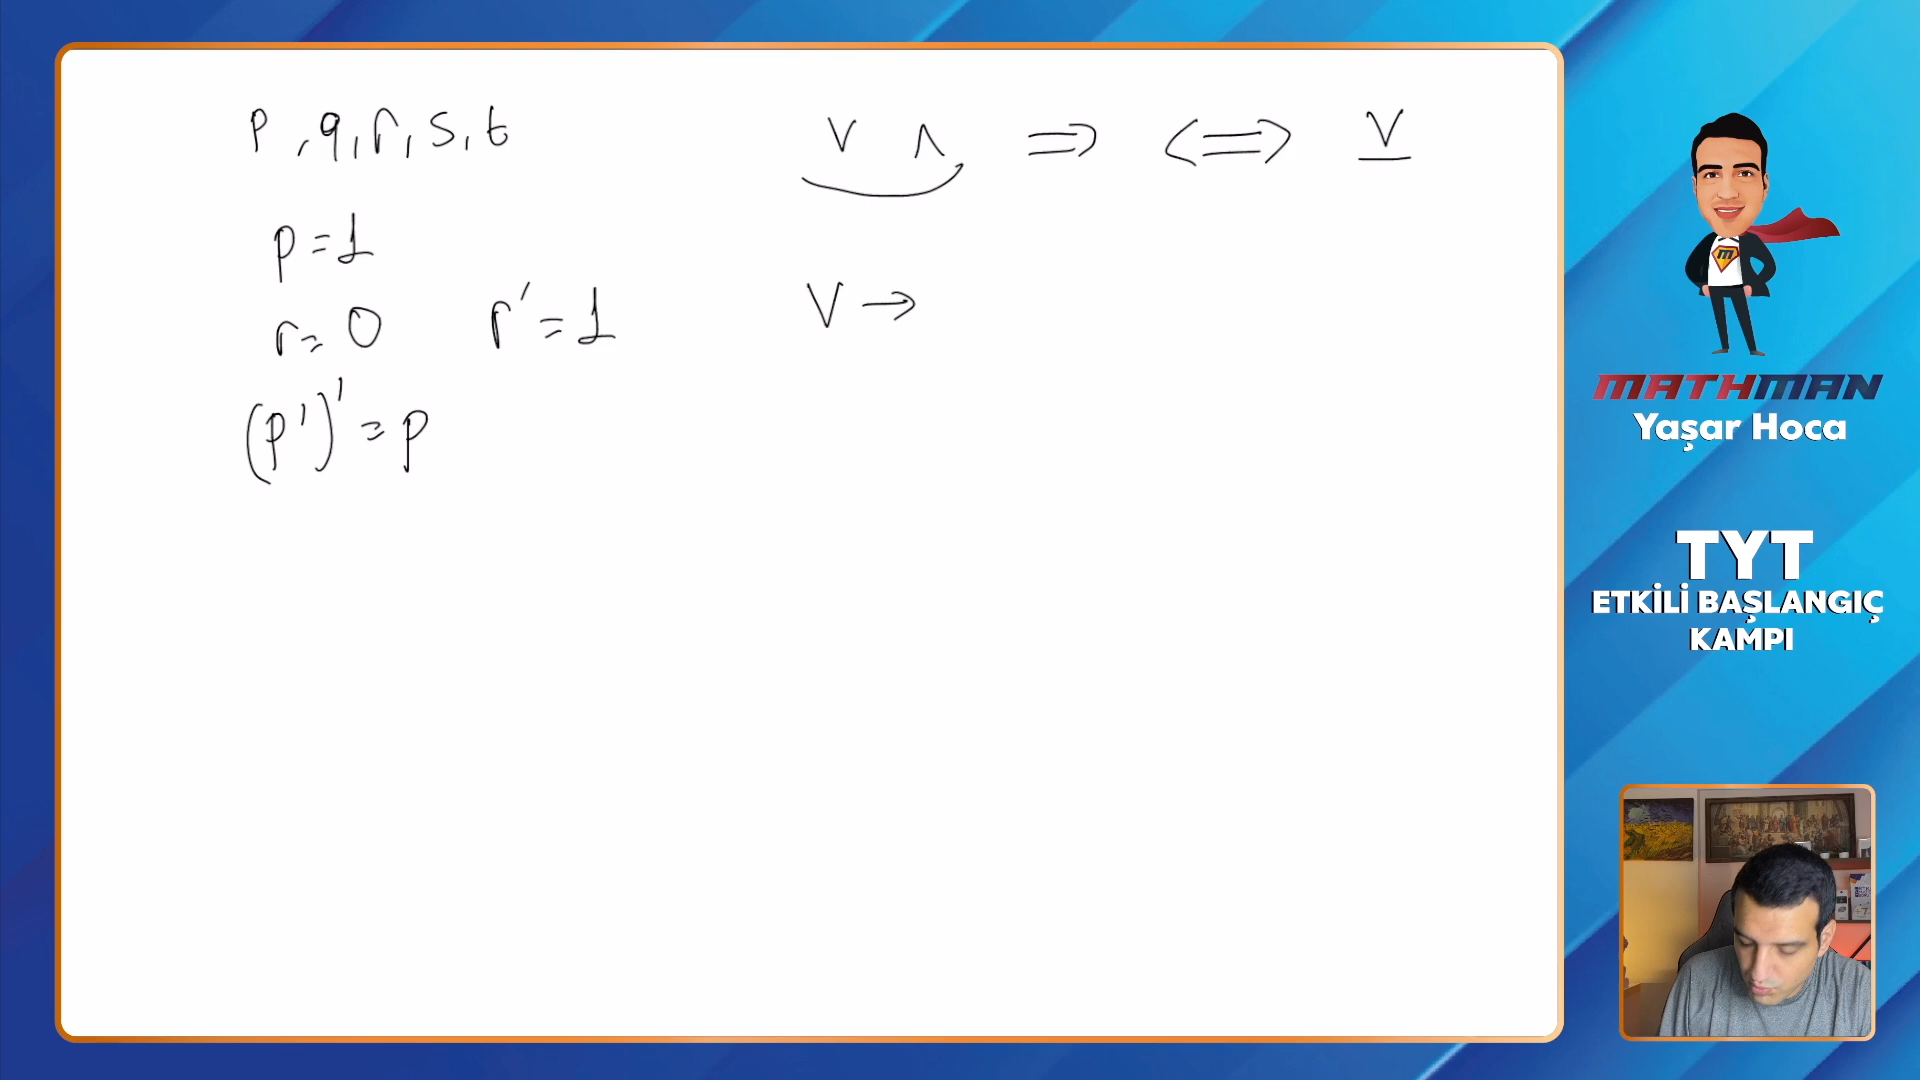 p, q, r, s, t
∨ ∧ ⇒ ⇔ ⊻
p = 1
r = 0 r' = 1
∨ →
(p')' = p
MATHMAN
Yaşar Hoca
TYT
ETKİLİ BAŞLANGIÇ
KAMPI